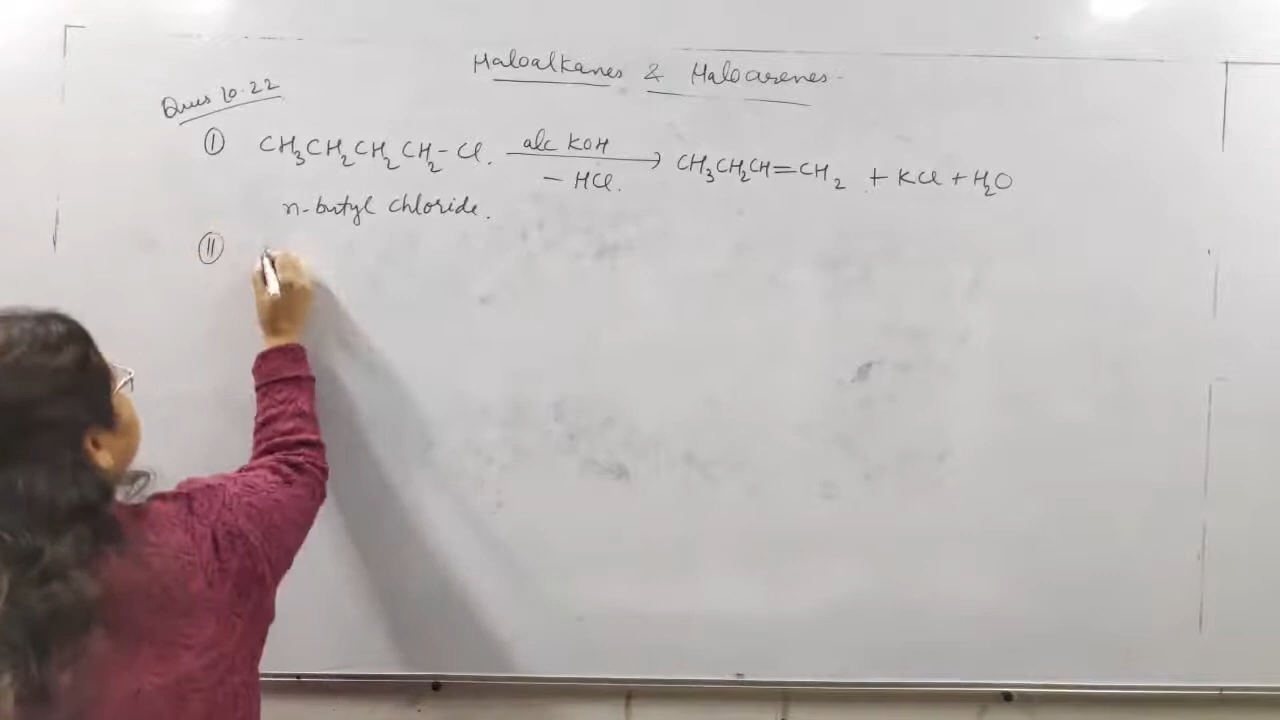 Haloalkanes & Haloarenes.
Ques 10.22
① CH₃CH₂CH₂CH₂-Cl. alc KOH → CH₃CH₂CH=CH₂ + KCl + H₂O
- HCl.
n-butyl chloride.
⑪